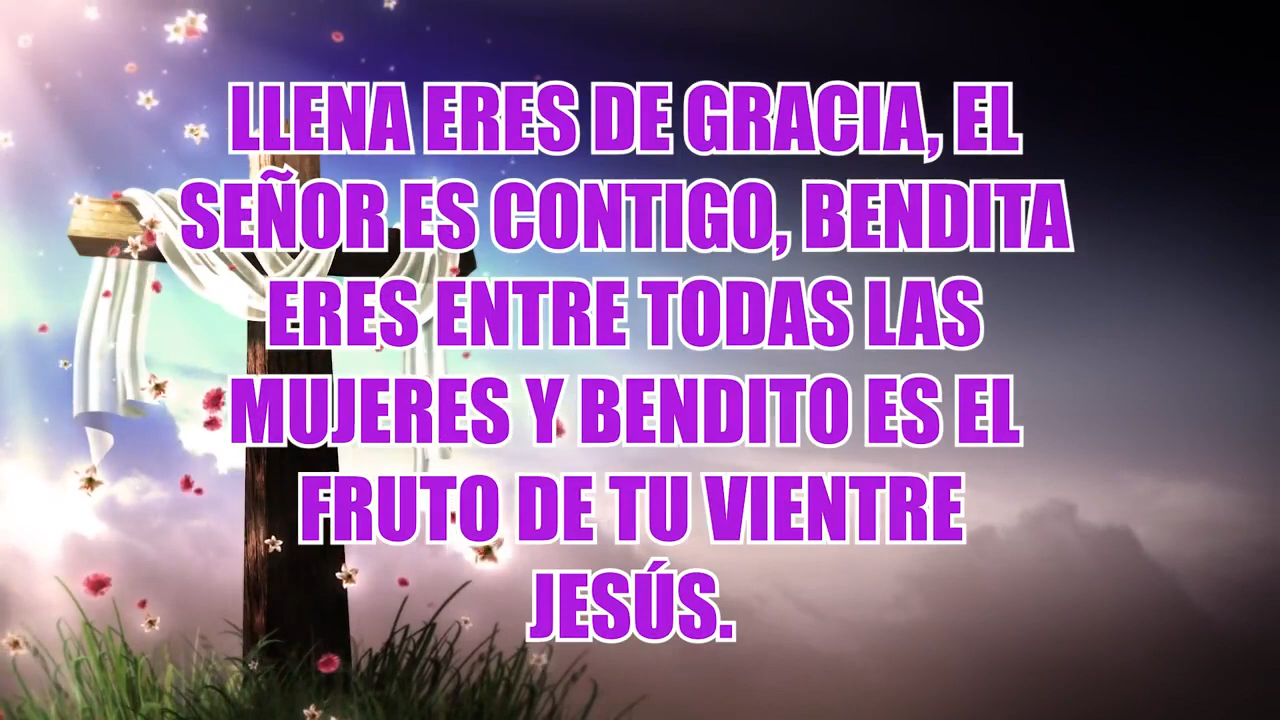 LLENA ERES DE GRACIA, EL
SEÑOR ES CONTIGO, BENDITA
ERES ENTRE TODAS LAS
MUJERES Y BENDITO ES EL
FRUTO DE TU VIENTRE
JESÚS.